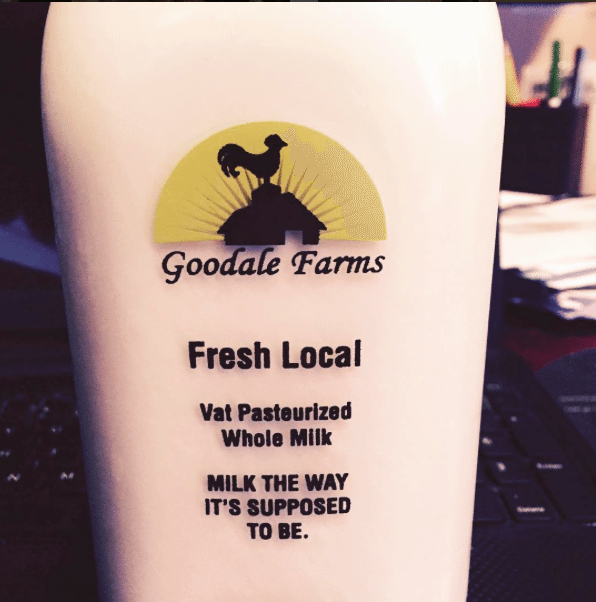 Goodale Farms
Fresh Local
Vat Pasteurized
Whole Milk
MILK THE WAY
IT'S SUPPOSED
TO BE.